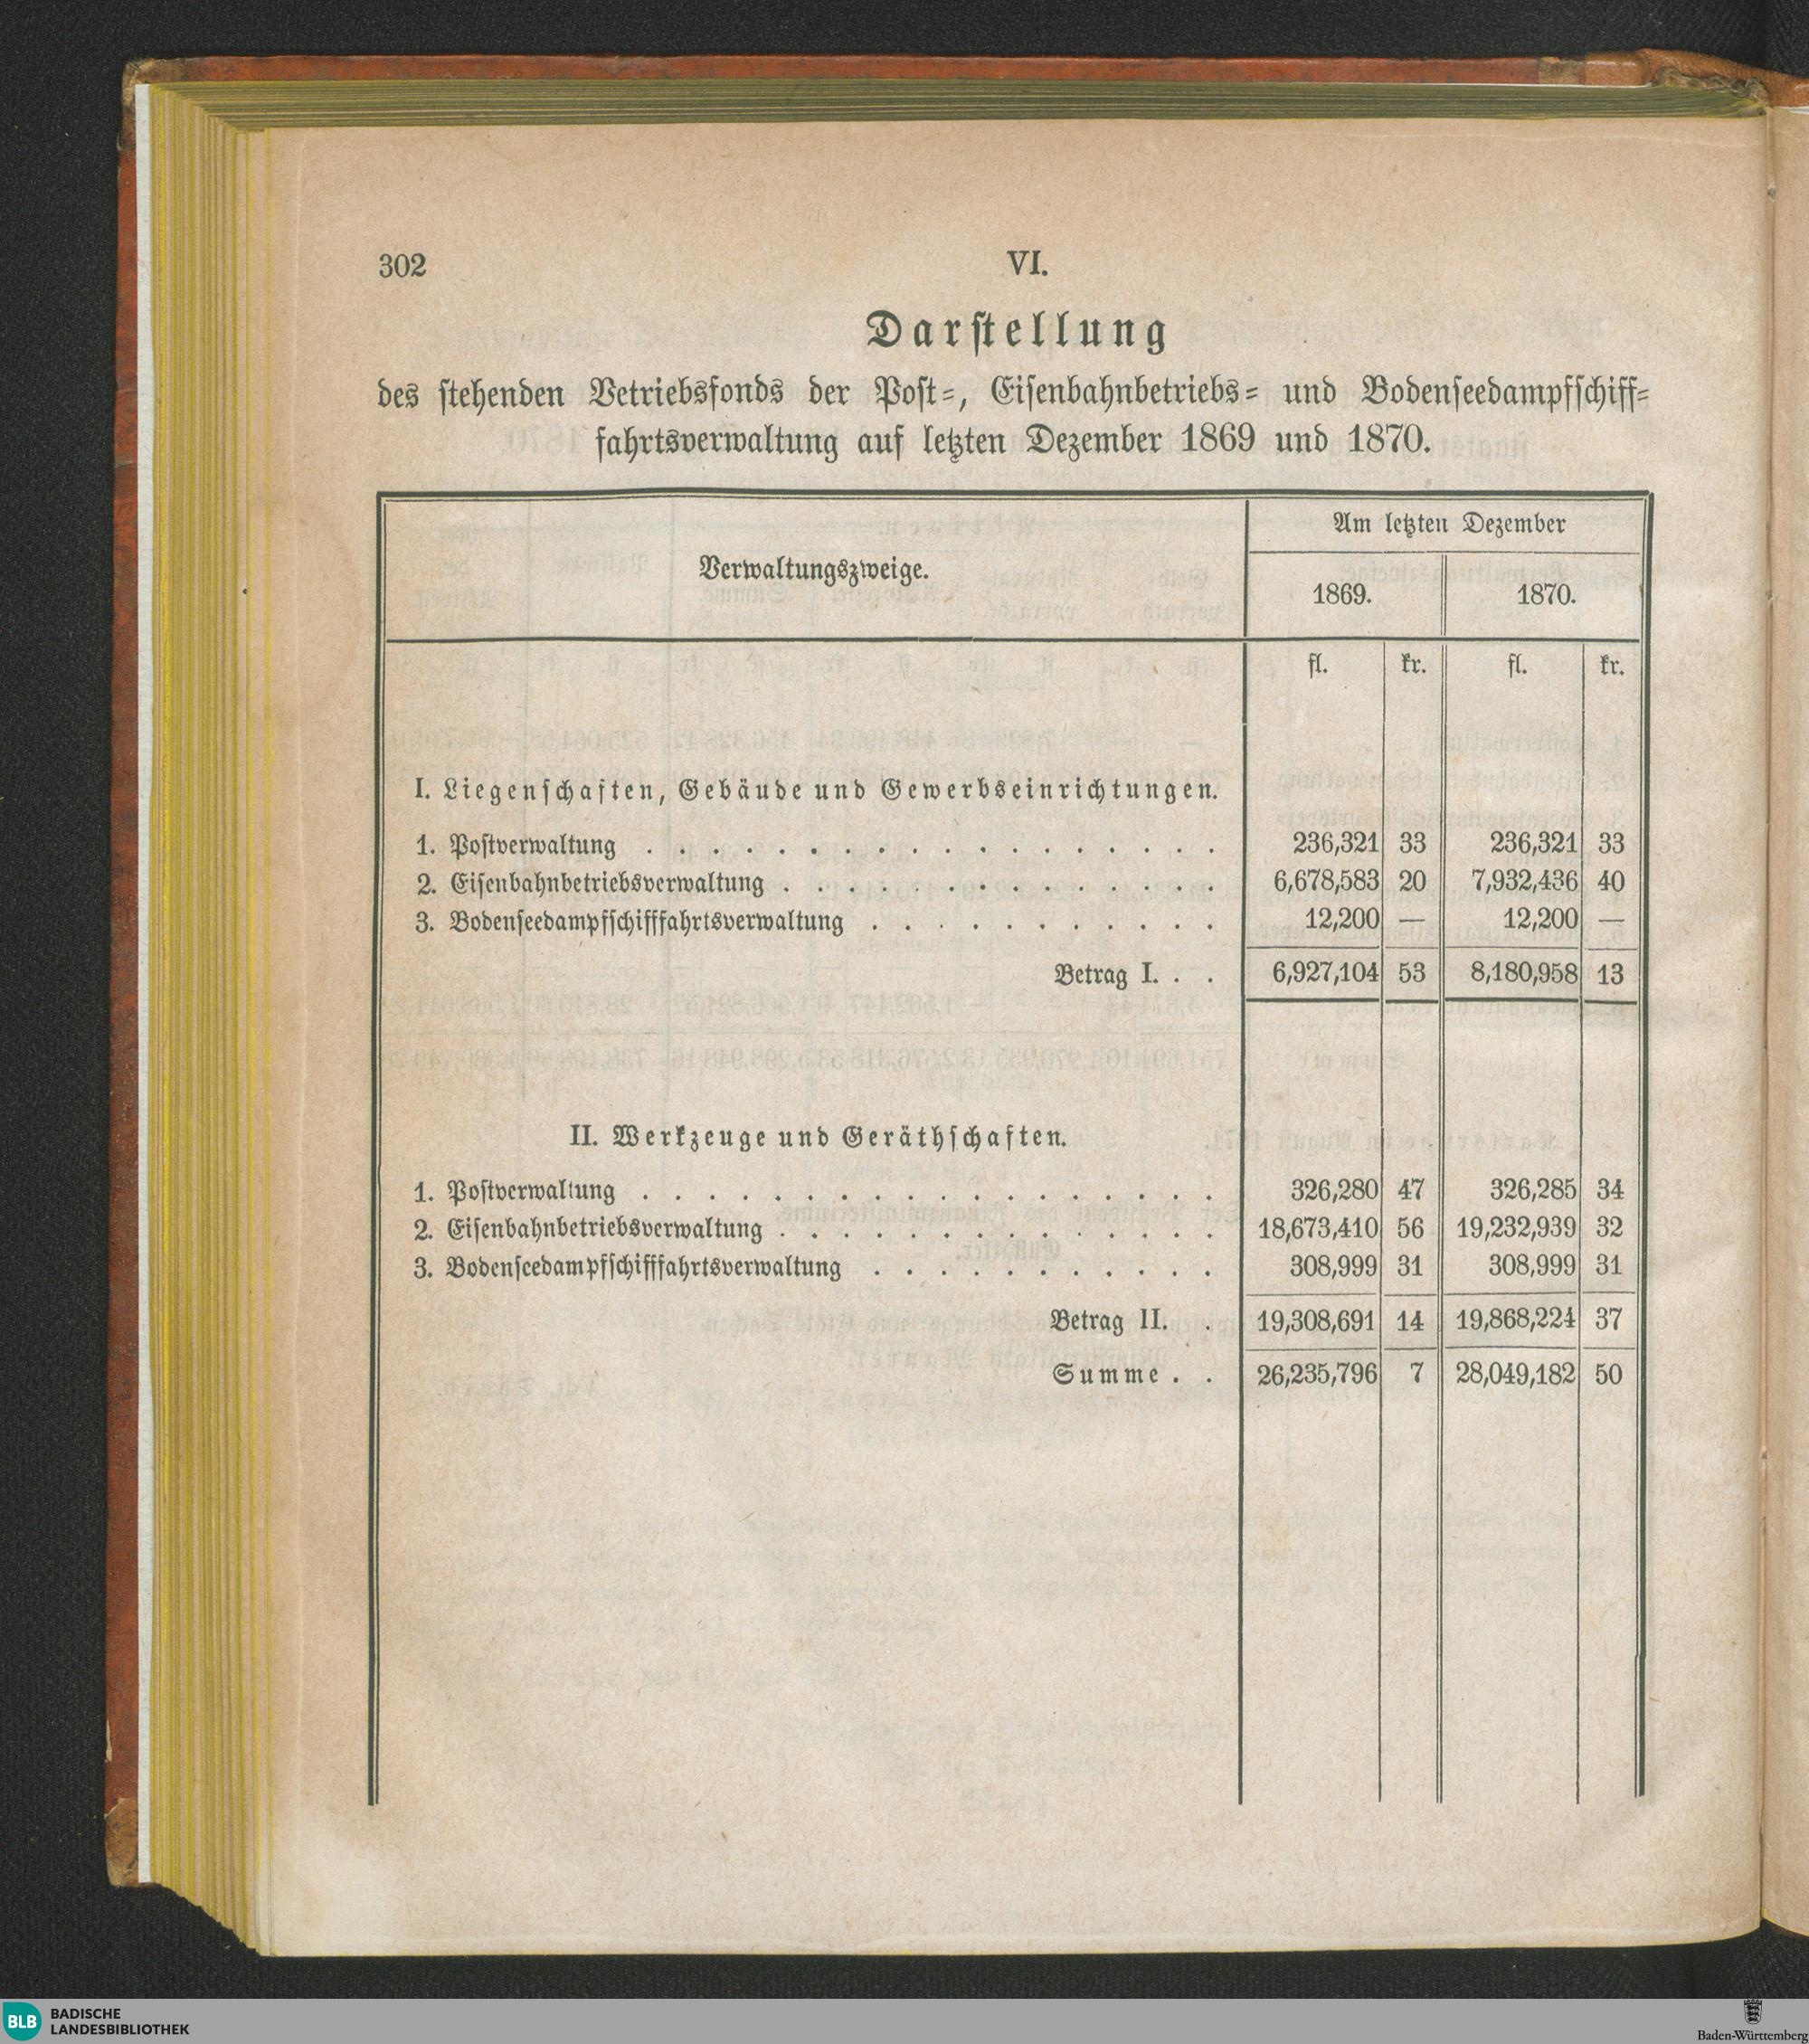 302
VI.
Darstellung
des stehenden Betriebsfonds der Post-, Eisenbahnbetriebs- und Bodenseedampfschiff-
fahrtsverwaltung auf letzten Dezember 1869 und 1870.
Verwaltungszweige.
Am letzten Dezember
1869. 1870.
fl. kr. fl. kr.
I. Liegenschaften, Gebäude und Gewerbseinrichtungen.
1. Postverwaltung . . . . . . . . . . . . . . . . . . 236,321 33 236,321 33
2. Eisenbahnbetriebsverwaltung . . . . . . . . . . . . . . 6,678,583 20 7,932,436 40
3. Bodenseedampfschifffahrtsverwaltung . . . . . . . . . . . 12,200 — 12,200 —
Betrag I. . . 6,927,104 53 8,180,958 13
II. Werkzeuge und Geräthschaften.
1. Postverwaltung . . . . . . . . . . . . . . . . . . 326,280 47 326,285 34
2. Eisenbahnbetriebsverwaltung . . . . . . . . . . . . . . 18,673,410 56 19,232,939 32
3. Bodenseedampfschifffahrtsverwaltung . . . . . . . . . . . 308,999 31 308,999 31
Betrag II. . 19,308,691 14 19,868,224 37
Summe . . 26,235,796 7 28,049,182 50
BLB BADISCHE
LANDESBIBLIOTHEK
Baden-Württemberg